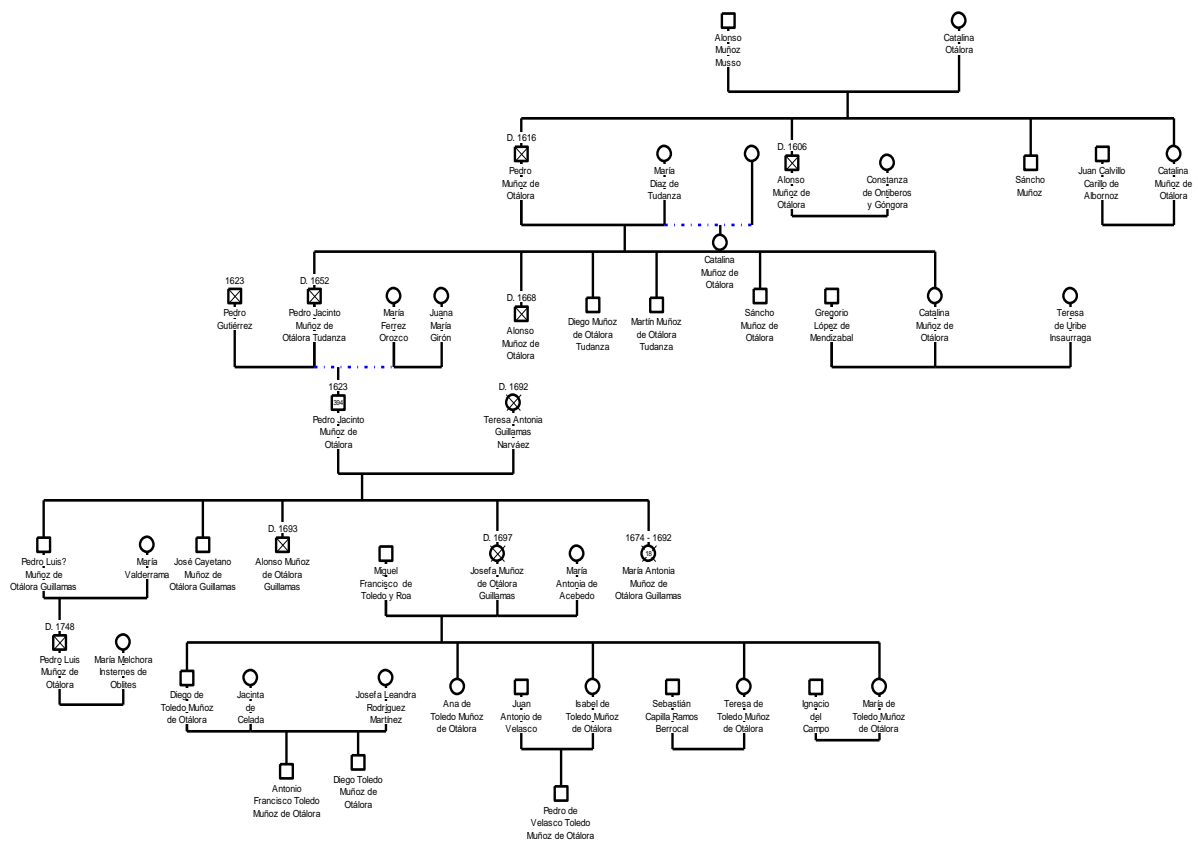 Alonso
Muñoz
Musso
Catalina
Otálora
D. 1616
Pedro
Muñoz de
Otálora
María
Diaz de
Tudanza
D. 1606
Alonso
Muñoz de
Otálora
Constanza
de Ontiberos
y Góngora
Sáncho
Muñoz
Juan Calvillo
Carillo de
Albornoz
Catalina
Muñoz de
Otálora
Catalina
Muñoz de
Otálora
1623
Pedro
Gutiérrez
D. 1652
Pedro Jacinto
Muñoz de
Otálora Tudanza
María
Ferrez
Orozco
Juana
María
Girón
D. 1668
Alonso
Muñoz de
Otálora
Diego Muñoz
de Otálora
Tudanza
Martín Muñoz
de Otálora
Tudanza
Sáncho
Muñoz de
Otálora
Gregorio
López de
Mendizabal
Catalina
Muñoz de
Otálora
Teresa
de Uribe
Insaurraga
1623
394
Pedro Jacinto
Muñoz de
Otálora
D. 1692
Teresa Antonia
Guillamas
Narváez
Pedro Luis?
Muñoz de
Otálora Guillamas
María
Valderrama
José Cayetano
Muñoz de
Otálora Guillamas
D. 1693
Alonso Muñoz
de Otálora
Guillamas
Miquel
Francisco de
Toledo y Roa
D. 1697
Josefa Muñoz
de Otálora
Guillamas
María
Antonia de
Acebedo
1674 - 1692
18
María Antonia
Muñoz de
Otálora Guillamas
D. 1748
Pedro Luis
Muñoz de
Otálora
María Melchora
Insternes de
Oblites
Diego de
Toledo Muñoz
de Otálora
Jacinta
de
Celada
Josefa Leandra
Rodríguez
Martínez
Ana de
Toledo Muñoz
de Otálora
Juan
Antonio de
Velasco
Isabel de
Toledo Muñoz
de Otálora
Sebastián
Capilla Ramos
Berrocal
Teresa de
Toledo Muñoz
de Otálora
Ignacio
del
Campo
María de
Toledo Muñoz
de Otálora
Antonio
Francisco Toledo
Muñoz de Otálora
Diego Toledo
Muñoz de
Otálora
Pedro de
Velasco Toledo
Muñoz de Otálora